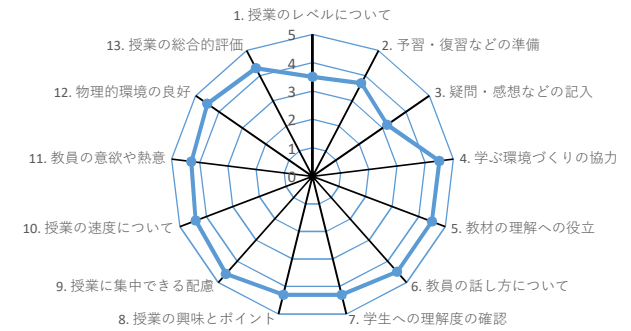 1. 授業のレベルについて
2. 予習・復習などの準備
3. 疑問・感想などの記入
4. 学ぶ環境づくりの協力
5. 教材の理解への役立
6. 教員の話し方について
7. 学生への理解度の確認
8. 授業の興味とポイント
9. 授業に集中できる配慮
10. 授業の速度について
11. 教員の意欲や熱意
12. 物理的環境の良好
13. 授業の総合的評価
5
4
3
2
1
0